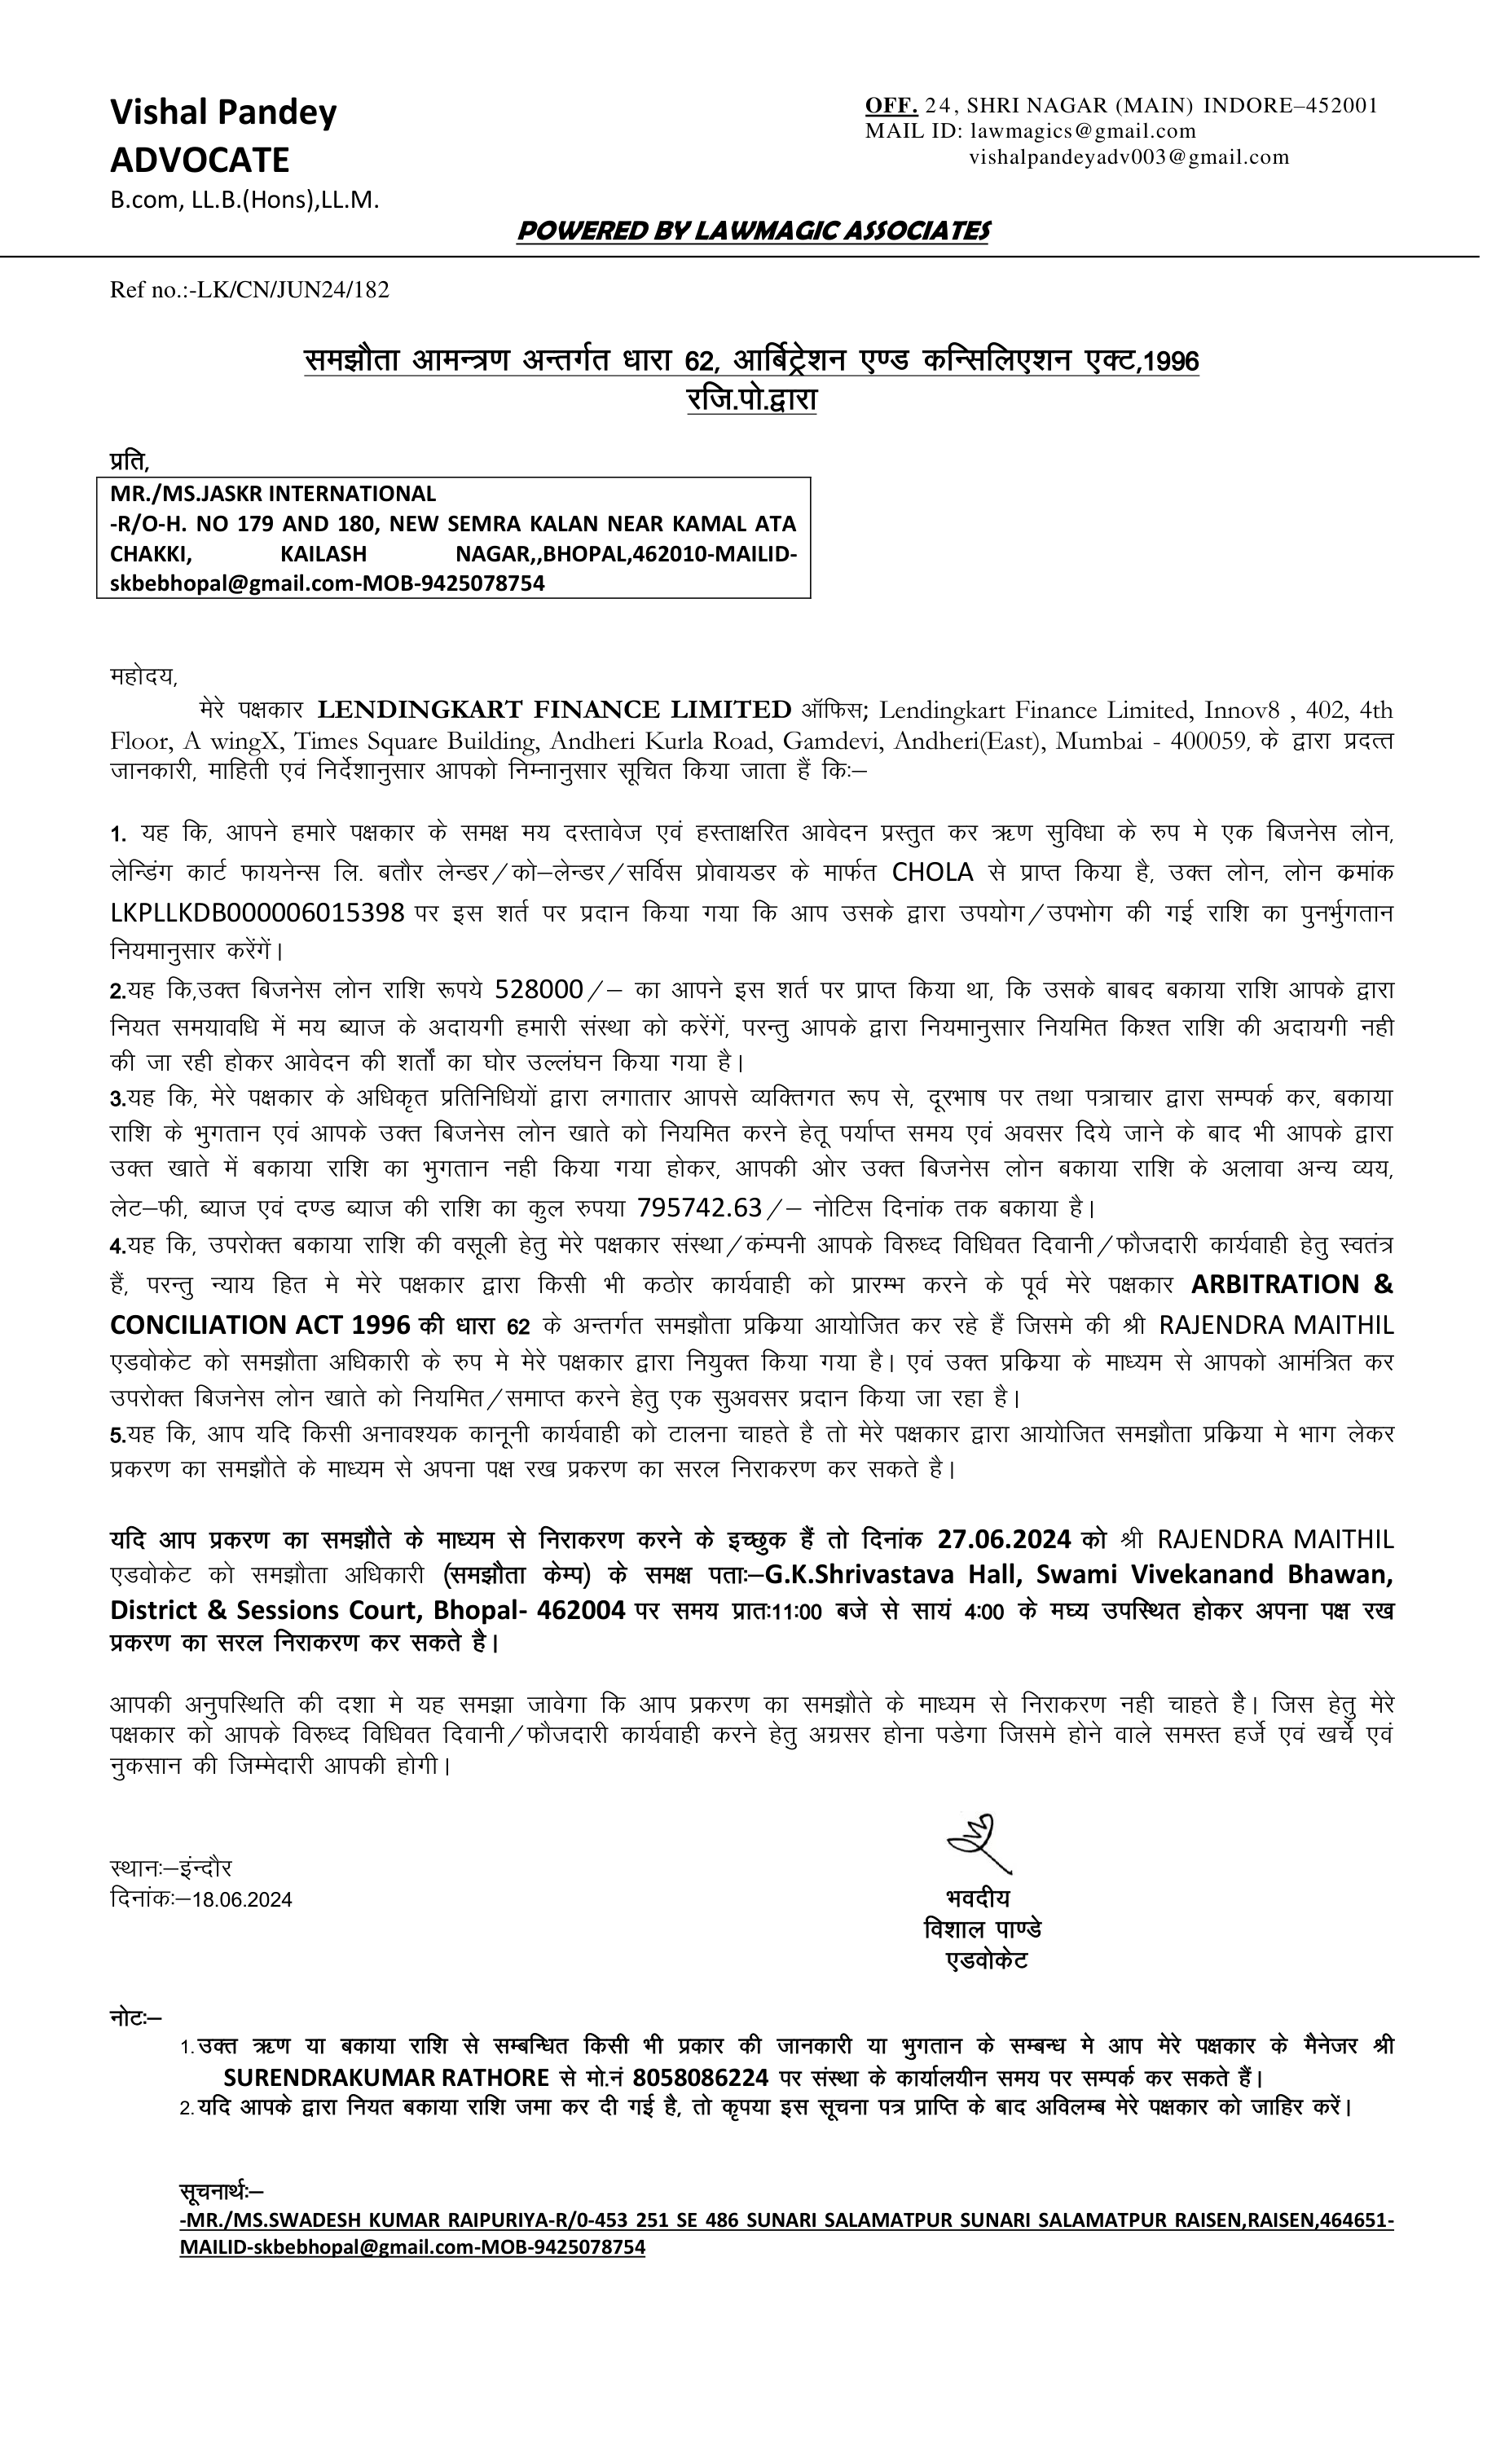 Vishal Pandey
ADVOCATE
B.com, LL.B.(Hons),LL.M.
OFF. 24, SHRI NAGAR (MAIN) INDORE–452001
MAIL ID: lawmagics@gmail.com
vishalpandeyadv003@gmail.com
POWERED BY LAWMAGIC ASSOCIATES
Ref no.:-LK/CN/JUN24/182
समझौता आमन्त्रण अन्तर्गत धारा 62, आर्बिट्रेशन एण्ड कन्सिलिएशन एक्ट,1996
रजि.पो.द्वारा
प्रति,
MR./MS.JASKR INTERNATIONAL
-R/O-H. NO 179 AND 180, NEW SEMRA KALAN NEAR KAMAL ATA
CHAKKI, KAILASH NAGAR,,BHOPAL,462010-MAILID-
skbebhopal@gmail.com-MOB-9425078754
महोदय,
मेरे पक्षकार LENDINGKART FINANCE LIMITED ऑफिस; Lendingkart Finance Limited, Innov8 , 402, 4th
Floor, A wingX, Times Square Building, Andheri Kurla Road, Gamdevi, Andheri(East), Mumbai - 400059, के द्वारा प्रदत्त
जानकारी, माहिती एवं निर्देशानुसार आपको निम्नानुसार सूचित किया जाता हैं कि:–
1. यह कि, आपने हमारे पक्षकार के समक्ष मय दस्तावेज एवं हस्ताक्षरित आवेदन प्रस्तुत कर ऋण सुविधा के रुप मे एक बिजनेस लोन,
लेन्डिंग कार्ट फायनेन्स लि. बतौर लेन्डर/को–लेन्डर/सर्विस प्रोवायडर के मार्फत CHOLA से प्राप्त किया है, उक्त लोन, लोन क्रमांक
LKPLLKDB000006015398 पर इस शर्त पर प्रदान किया गया कि आप उसके द्वारा उपयोग/उपभोग की गई राशि का पुनर्भुगतान
नियमानुसार करेंगें।
2.यह कि,उक्त बिजनेस लोन राशि रूपये 528000/– का आपने इस शर्त पर प्राप्त किया था, कि उसके बाबद बकाया राशि आपके द्वारा
नियत समयावधि में मय ब्याज के अदायगी हमारी संस्था को करेंगें, परन्तु आपके द्वारा नियमानुसार नियमित किश्त राशि की अदायगी नही
की जा रही होकर आवेदन की शर्तों का घोर उल्लंघन किया गया है।
3.यह कि, मेरे पक्षकार के अधिकृत प्रतिनिधियों द्वारा लगातार आपसे व्यक्तिगत रूप से, दूरभाष पर तथा पत्राचार द्वारा सम्पर्क कर, बकाया
राशि के भुगतान एवं आपके उक्त बिजनेस लोन खाते को नियमित करने हेतू पर्याप्त समय एवं अवसर दिये जाने के बाद भी आपके द्वारा
उक्त खाते में बकाया राशि का भुगतान नही किया गया होकर, आपकी ओर उक्त बिजनेस लोन बकाया राशि के अलावा अन्य व्यय,
लेट–फी, ब्याज एवं दण्ड ब्याज की राशि का कुल रुपया 795742.63/– नोटिस दिनांक तक बकाया है।
4.यह कि, उपरोक्त बकाया राशि की वसूली हेतु मेरे पक्षकार संस्था/कंम्पनी आपके विरुध्द विधिवत दिवानी/फौजदारी कार्यवाही हेतु स्वतंत्र
हैं, परन्तु न्याय हित मे मेरे पक्षकार द्वारा किसी भी कठोर कार्यवाही को प्रारम्भ करने के पूर्व मेरे पक्षकार ARBITRATION &
CONCILIATION ACT 1996 की धारा 62 के अन्तर्गत समझौता प्रक्रिया आयोजित कर रहे हैं जिसमे की श्री RAJENDRA MAITHIL
एडवोकेट को समझौता अधिकारी के रुप मे मेरे पक्षकार द्वारा नियुक्त किया गया है। एवं उक्त प्रक्रिया के माध्यम से आपको आमंत्रित कर
उपरोक्त बिजनेस लोन खाते को नियमित/समाप्त करने हेतु एक सुअवसर प्रदान किया जा रहा है।
5.यह कि, आप यदि किसी अनावश्यक कानूनी कार्यवाही को टालना चाहते है तो मेरे पक्षकार द्वारा आयोजित समझौता प्रक्रिया मे भाग लेकर
प्रकरण का समझौते के माध्यम से अपना पक्ष रख प्रकरण का सरल निराकरण कर सकते है।
यदि आप प्रकरण का समझौते के माध्यम से निराकरण करने के इच्छुक हैं तो दिनांक 27.06.2024 को श्री RAJENDRA MAITHIL
एडवोकेट को समझौता अधिकारी (समझौता केम्प) के समक्ष पता:–G.K.Shrivastava Hall, Swami Vivekanand Bhawan,
District & Sessions Court, Bhopal- 462004 पर समय प्रात:11:00 बजे से सायं 4:00 के मघ्य उपस्थित होकर अपना पक्ष रख
प्रकरण का सरल निराकरण कर सकते है।
आपकी अनुपस्थिति की दशा मे यह समझा जावेगा कि आप प्रकरण का समझौते के माध्यम से निराकरण नही चाहते है। जिस हेतु मेरे
पक्षकार को आपके विरुध्द विधिवत दिवानी/फौजदारी कार्यवाही करने हेतु अग्रसर होना पडेगा जिसमे होने वाले समस्त हर्जे एवं खर्चे एवं
नुकसान की जिम्मेदारी आपकी होगी।
स्थान:–इंन्दौर
दिनांक:–18.06.2024
भवदीय
विशाल पाण्डे
एडवोकेट
नोट:–
1.उक्त ऋण या बकाया राशि से सम्बन्धित किसी भी प्रकार की जानकारी या भुगतान के सम्बन्ध मे आप मेरे पक्षकार के मैनेजर श्री
SURENDRAKUMAR RATHORE से मो.नं 8058086224 पर संस्था के कार्यालयीन समय पर सम्पर्क कर सकते हैं।
2.यदि आपके द्वारा नियत बकाया राशि जमा कर दी गई है, तो कृपया इस सूचना पत्र प्राप्ति के बाद अविलम्ब मेरे पक्षकार को जाहिर करें।
सूचनार्थ:–
-MR./MS.SWADESH KUMAR RAIPURIYA-R/0-453 251 SE 486 SUNARI SALAMATPUR SUNARI SALAMATPUR RAISEN,RAISEN,464651-
MAILID-skbebhopal@gmail.com-MOB-9425078754